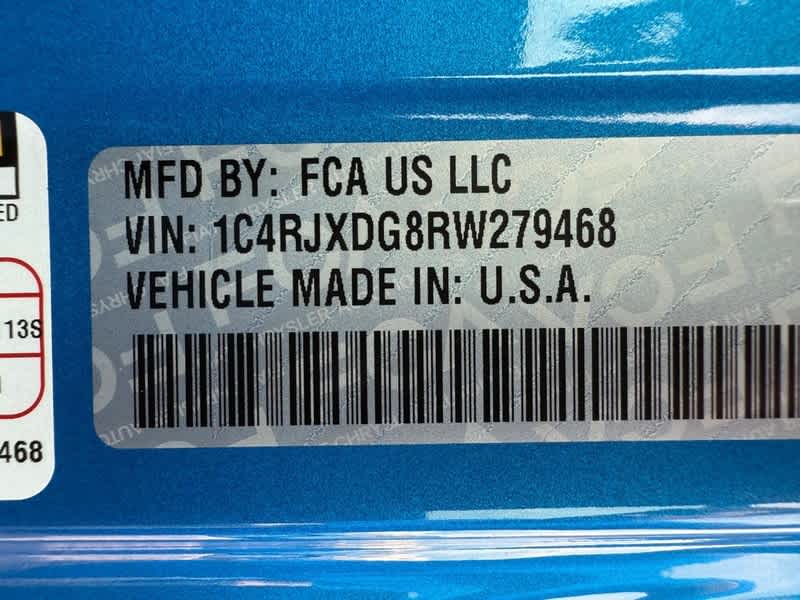 MFD BY: FCA US LLC
VIN: 1C4RJXDG8RW279468
VEHICLE MADE IN: U.S.A.
ED
13S
468